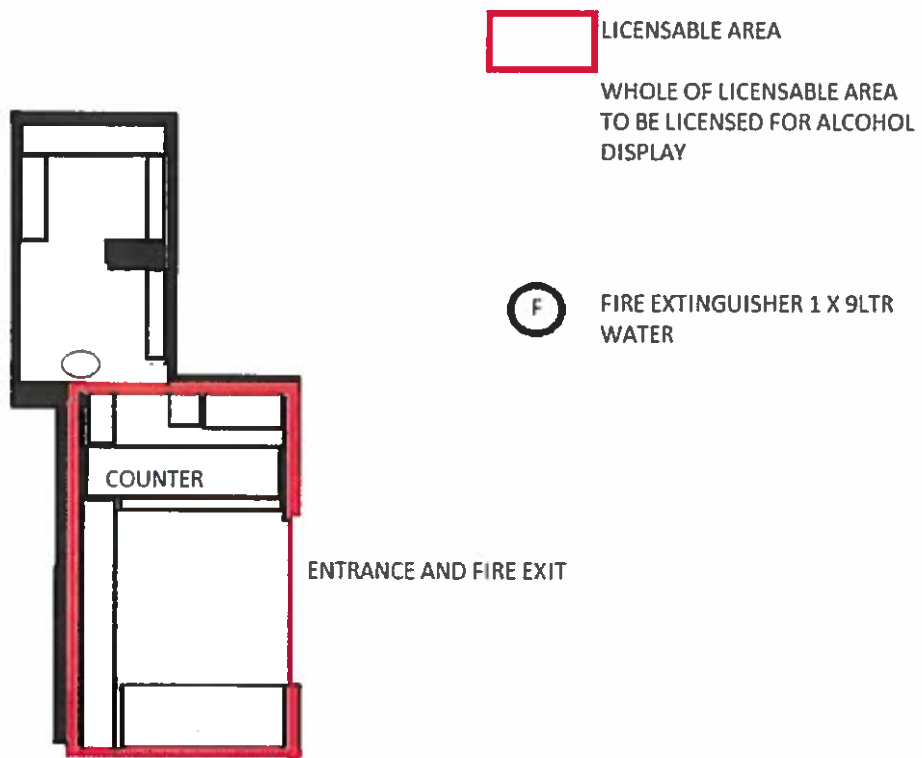 LICENSABLE AREA
WHOLE OF LICENSABLE AREA
TO BE LICENSED FOR ALCOHOL
DISPLAY
F
FIRE EXTINGUISHER 1 X 9LTR
WATER
COUNTER
ENTRANCE AND FIRE EXIT